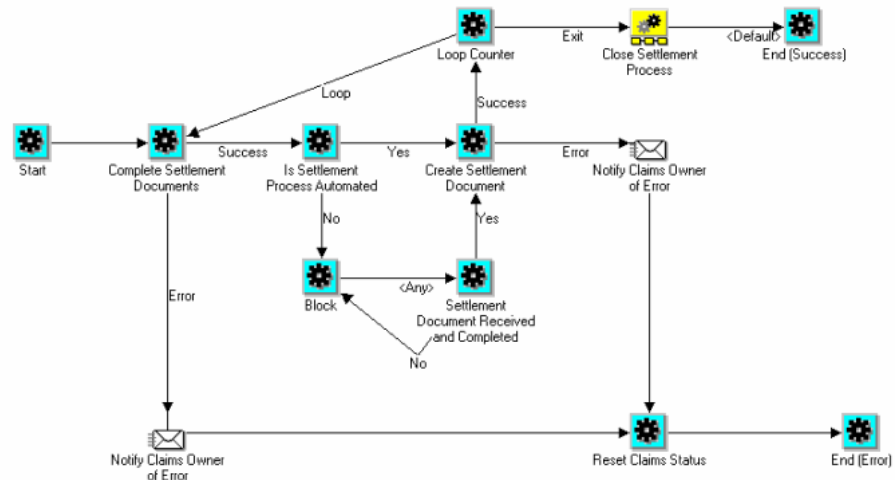 Exit
<Default>
Loop Counter
Close Settlement
Process
End (Success)
Loop
Success
Start
Complete Settlement
Documents
Success
Is Settlement
Process Automated
Yes
Create Settlement
Document
Error
Notify Claims Owner
of Error
No
Yes
Error
Block
<Any>
Settlement
Document Received
and Completed
No
Notify Claims Owner
of Error
Reset Claims Status
End (Error)